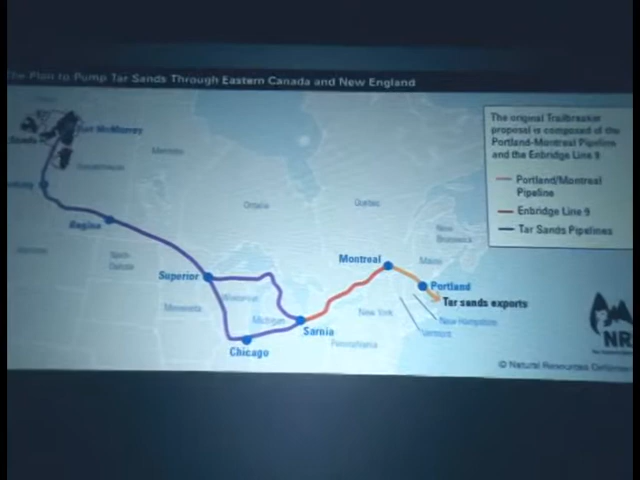 The Plan to Pump Tar Sands Through Eastern Canada and New England
The original Trailbreaker
proposal is composed of the
Portland-Montreal Pipeline
and the Enbridge Line 9
Portland/Montreal
Pipeline
Enbridge Line 9
Tar Sands Pipelines
Fort McMurray
Regina
Ontario
Quebec
New
Brunswick
North
Dakota
Superior
Montreal
Maine
Portland
Tar sands exports
Minnesota
Wisconsin
Michigan
Sarnia
New York
New Hampshire
Vermont
Chicago
Pennsylvania
NR
© Natural Resources Defense